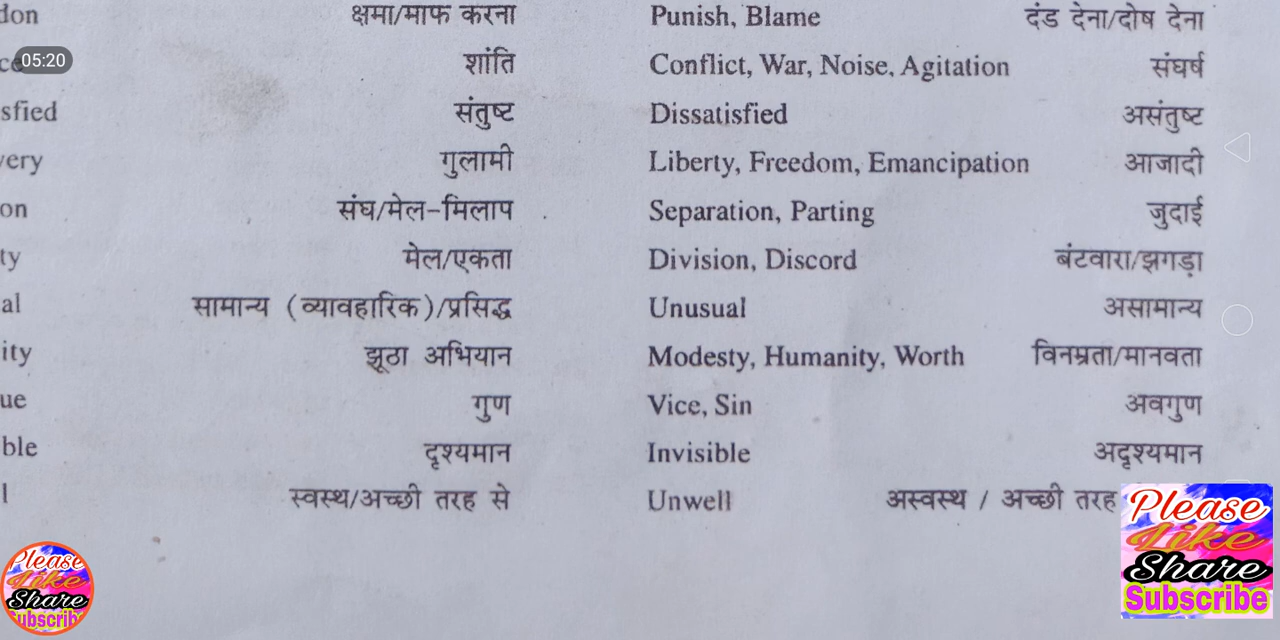 don क्षमा/माफ करना Punish, Blame दंड देना/दोष देना
ce 05:20 शांति Conflict, War, Noise, Agitation संघर्ष
sfied संतुष्ट Dissatisfied असंतुष्ट
very गुलामी Liberty, Freedom, Emancipation आजादी
on संघ/मेल-मिलाप Separation, Parting जुदाई
ty मेल/एकता Division, Discord बंटवारा/झगड़ा
al सामान्य (व्यावहारिक)/प्रसिद्ध Unusual असामान्य
ity झूठा अभियान Modesty, Humanity, Worth विनम्रता/मानवता
ue गुण Vice, Sin अवगुण
ble दृश्यमान Invisible अदृश्यमान
l स्वस्थ/अच्छी तरह से Unwell अस्वस्थ / अच्छी तरह
Please
Like
Share
Subscribe
Please
Like
Share
Subscribe